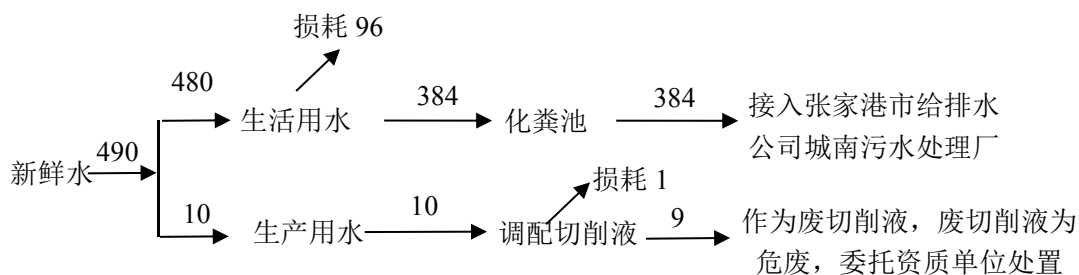 损耗 96
480
生活用水
384
化粪池
384
接入张家港市给排水
公司城南污水处理厂
新鲜水
490
损耗 1
10
生产用水
10
调配切削液
9
作为废切削液，废切削液为
危废，委托资质单位处置